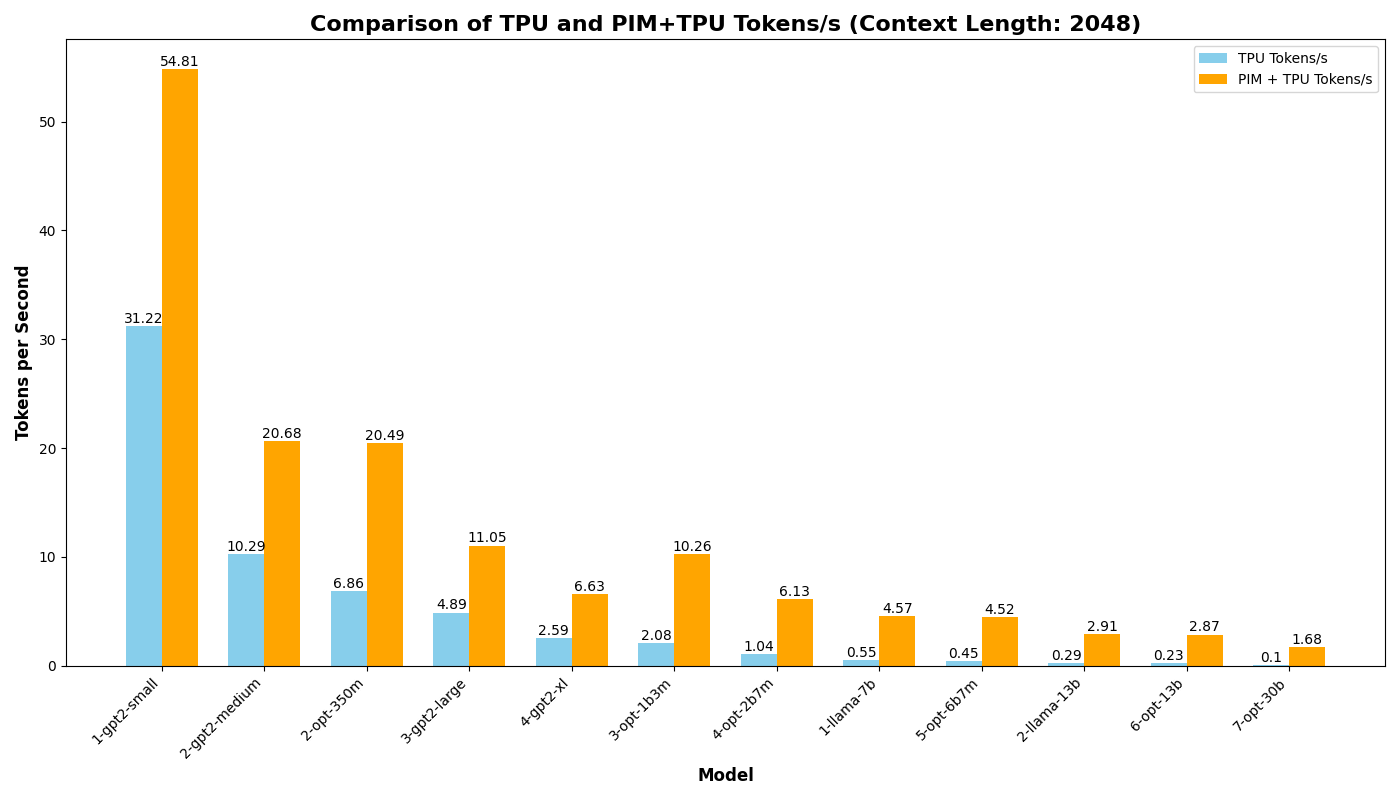 Comparison of TPU and PIM+TPU Tokens/s (Context Length: 2048)
TPU Tokens/s
PIM + TPU Tokens/s
Tokens per Second
50
40
30
20
10
0
31.22
54.81
10.29
20.68
6.86
20.49
4.89
11.05
2.59
6.63
2.08
10.26
1.04
6.13
0.55
4.57
0.45
4.52
0.29
2.91
0.23
2.87
0.1
1.68
1-gpt2-small
2-gpt2-medium
2-opt-350m
3-gpt2-large
4-gpt2-xl
3-opt-1b3m
4-opt-2b7m
1-llama-7b
5-opt-6b7m
2-llama-13b
6-opt-13b
7-opt-30b
Model